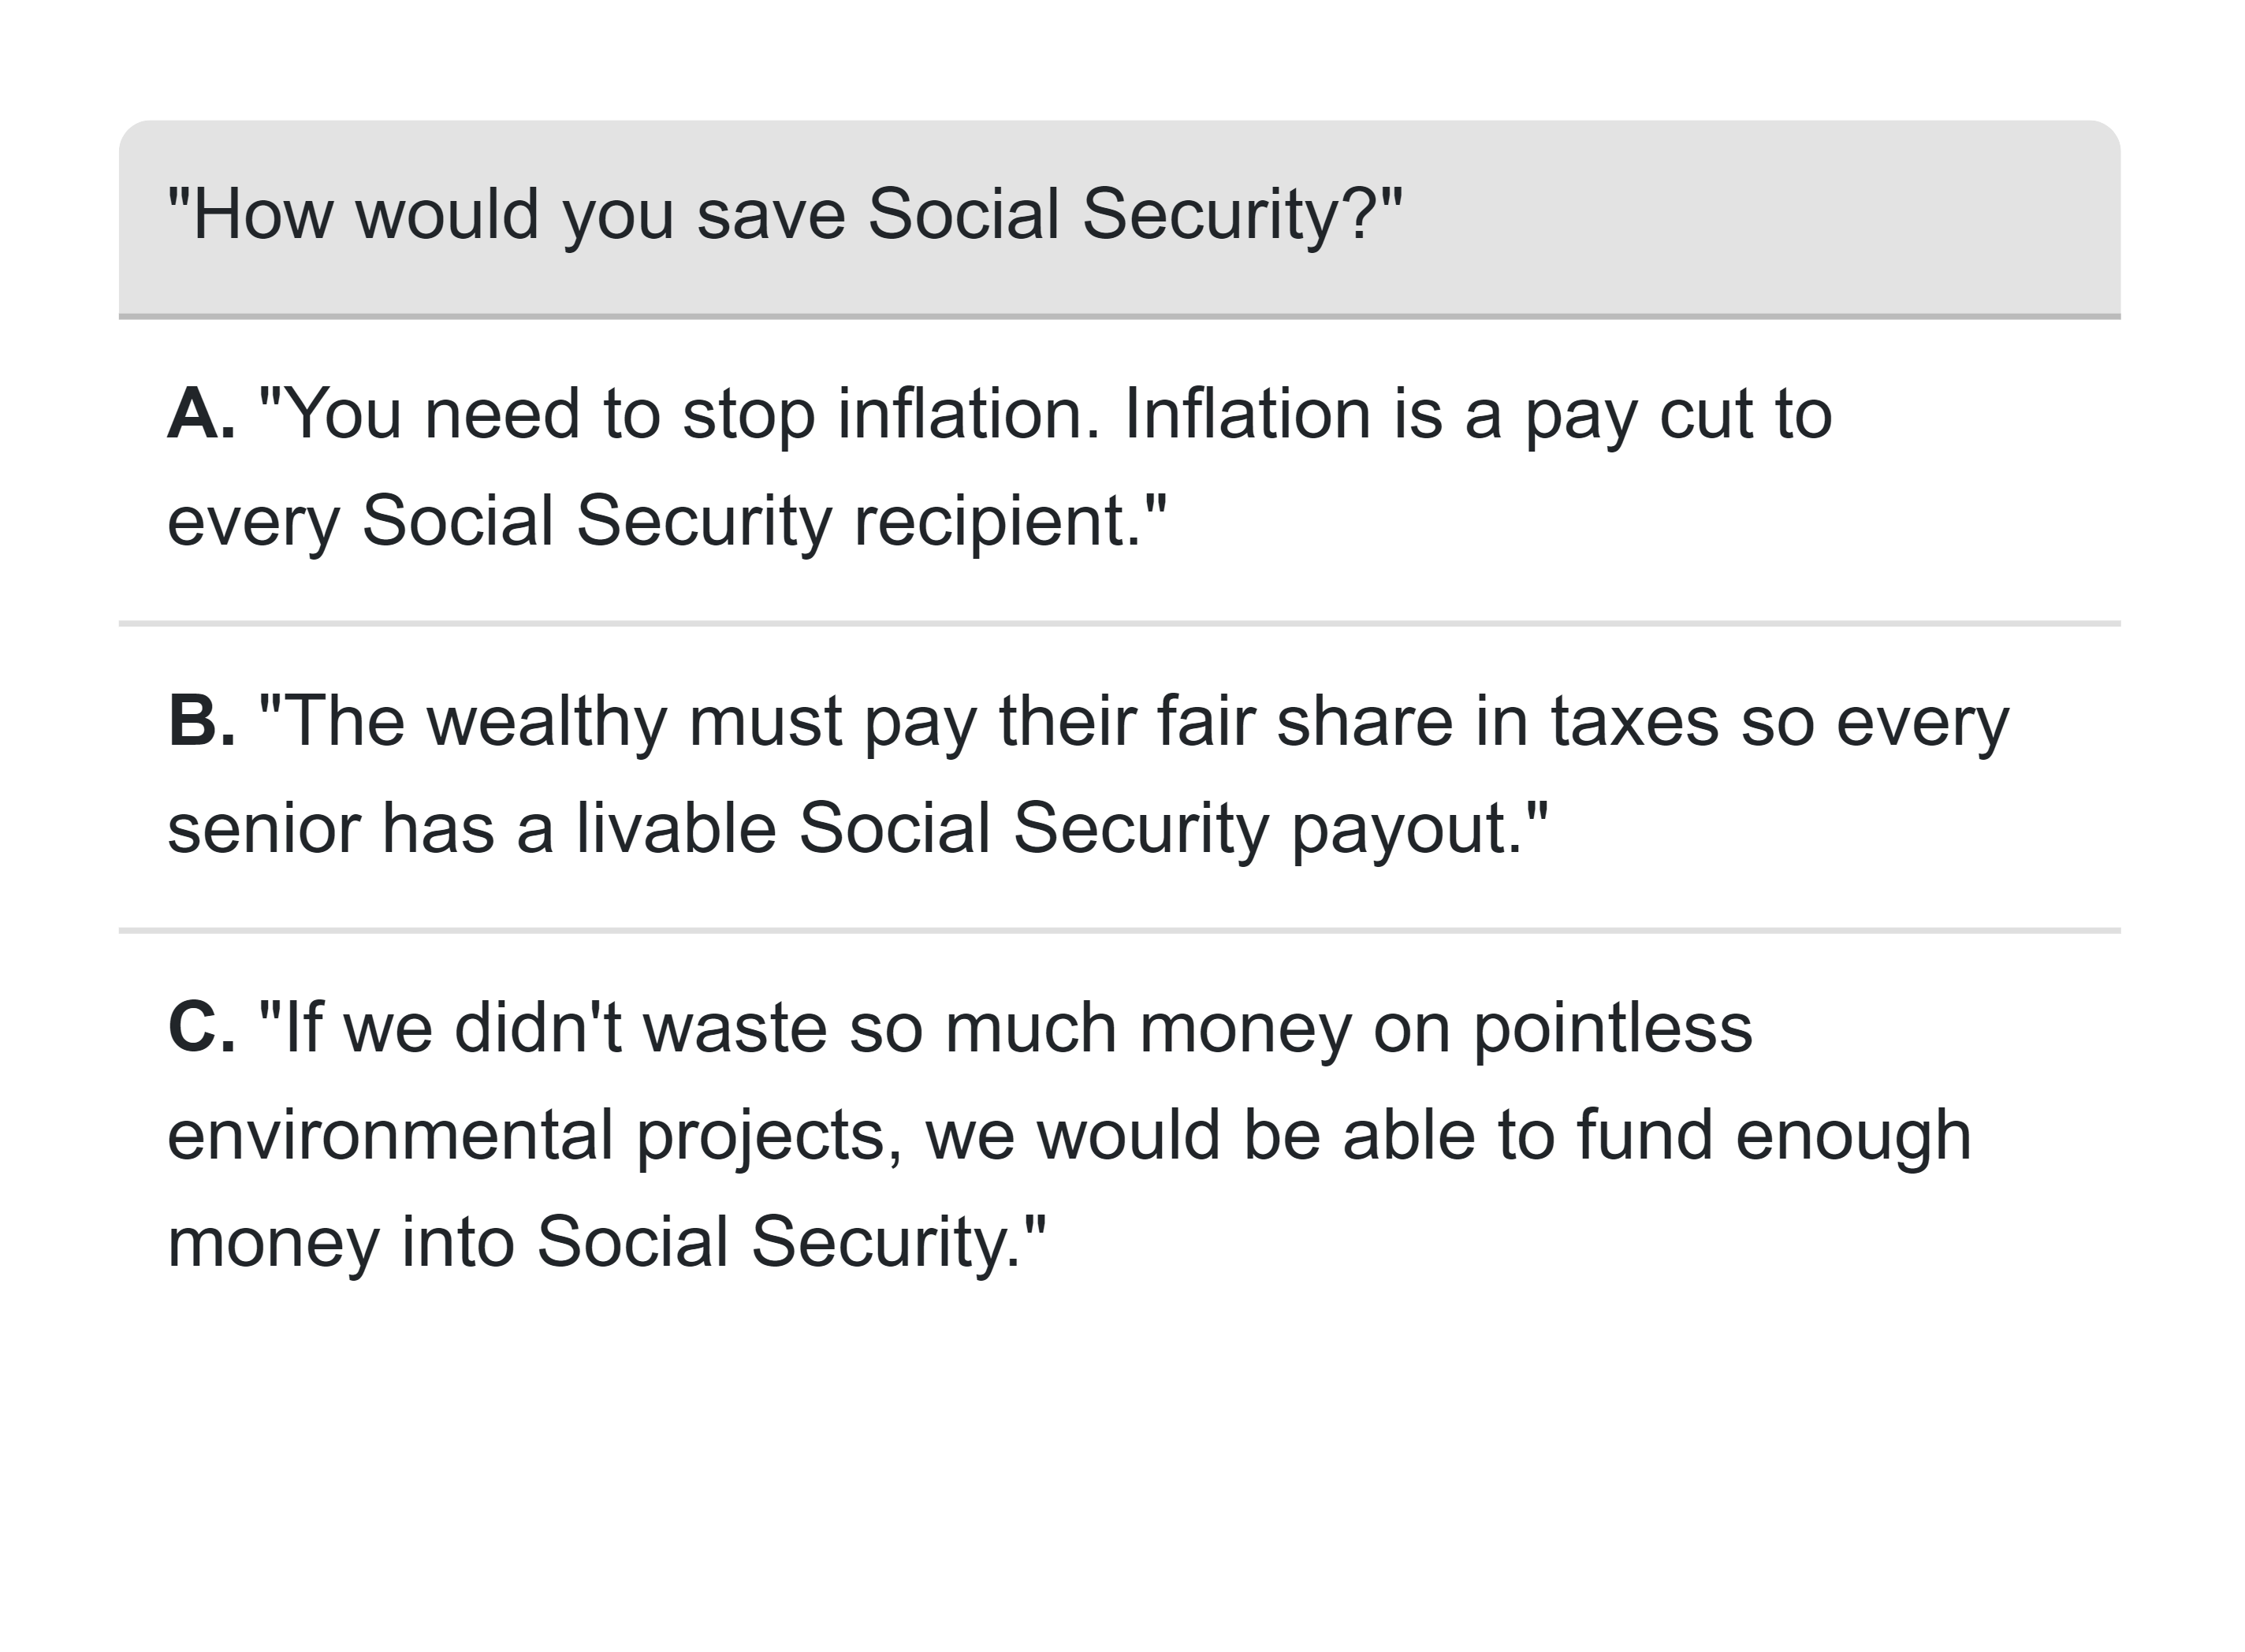 "How would you save Social Security?"
A. "You need to stop inflation. Inflation is a pay cut to
every Social Security recipient."
B. "The wealthy must pay their fair share in taxes so every
senior has a livable Social Security payout."
C. "If we didn't waste so much money on pointless
environmental projects, we would be able to fund enough
money into Social Security."